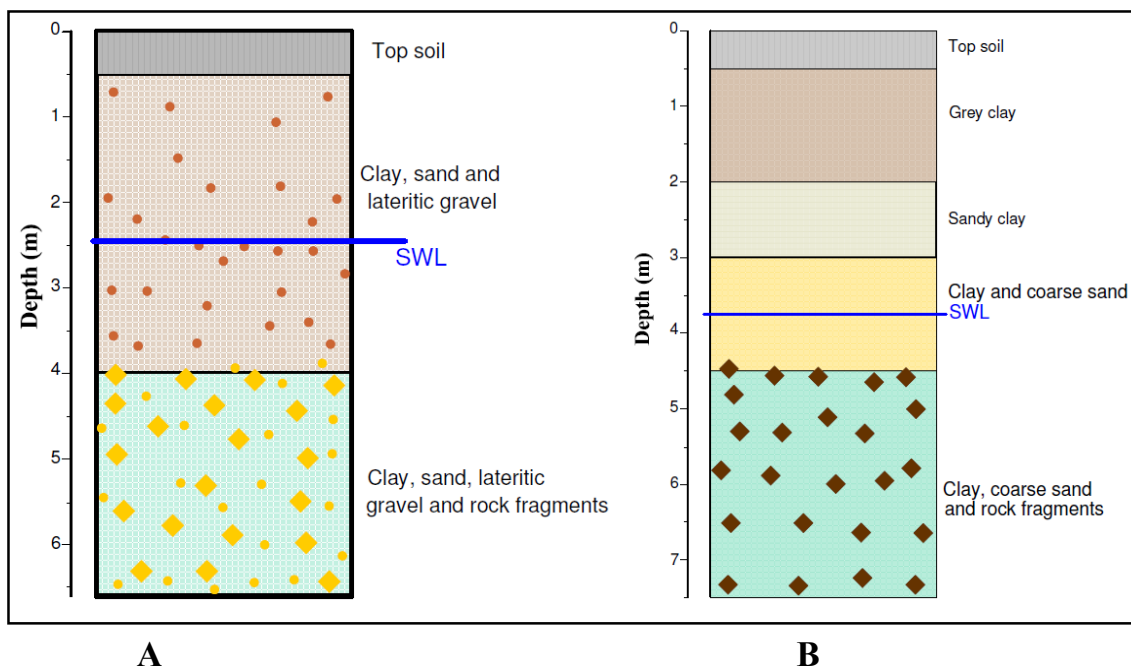 0
Top soil
1
Clay, sand and
lateritic gravel
2
SWL
3
Depth (m)
4
5
Clay, sand, lateritic
gravel and rock fragments
6
A
0
Top soil
1
Grey clay
2
Sandy clay
3
Clay and coarse sand
SWL
Depth (m)
4
5
6
Clay, coarse sand
and rock fragments
7
B